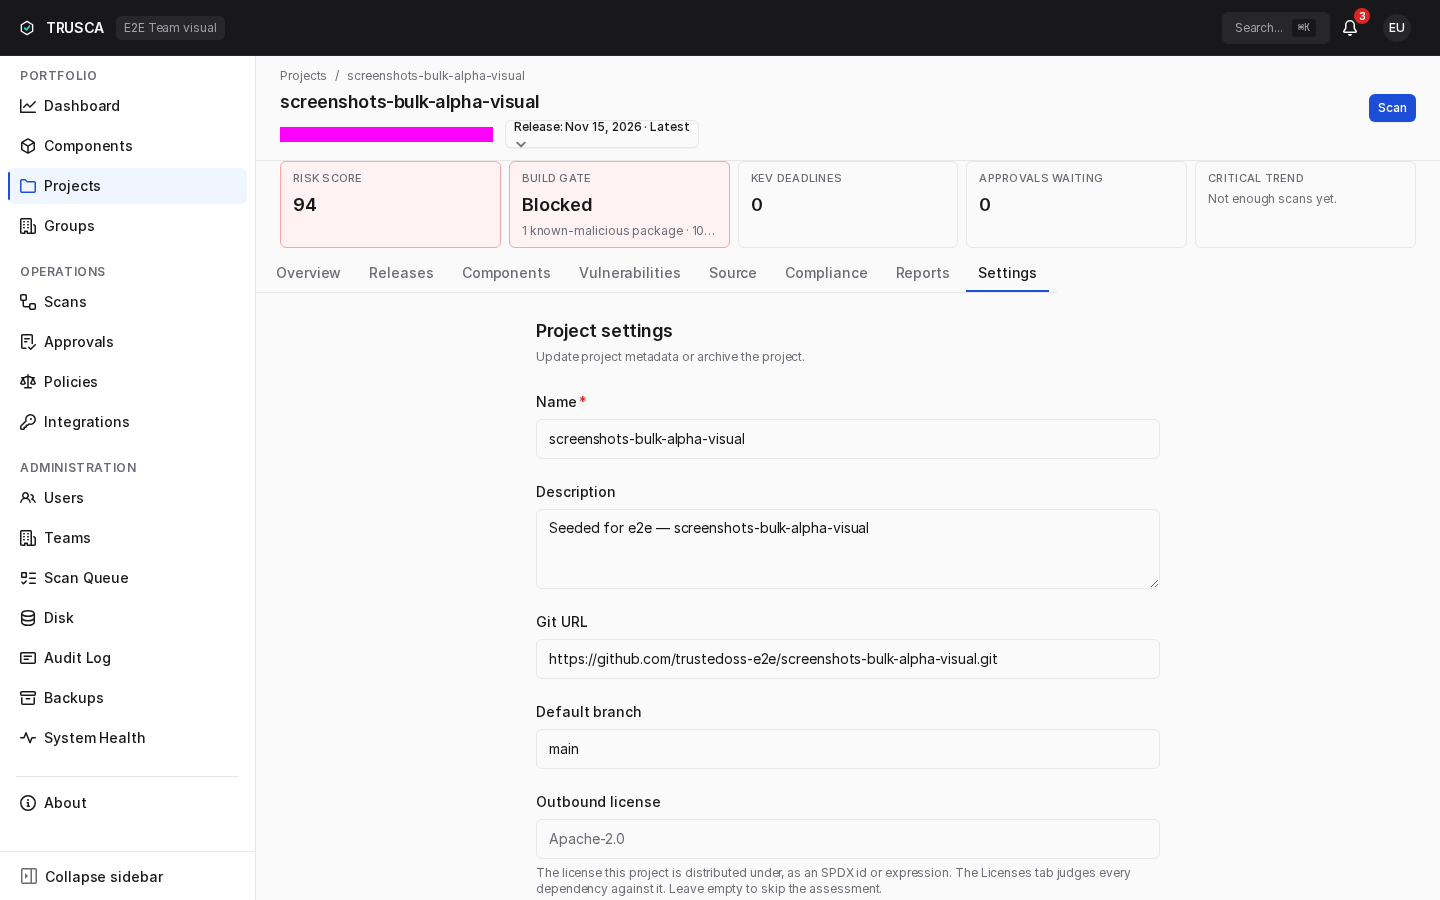 TRUSCA
E2E Team visual
Search...
⌘K
3
EU
PORTFOLIO
Dashboard
Components
Projects
Groups
OPERATIONS
Scans
Approvals
Policies
Integrations
ADMINISTRATION
Users
Teams
Scan Queue
Disk
Audit Log
Backups
System Health
About
Collapse sidebar
Projects / screenshots-bulk-alpha-visual
screenshots-bulk-alpha-visual
Release: Nov 15, 2026 · Latest
Scan
RISK SCORE
94
BUILD GATE
Blocked
1 known-malicious package · 10…
KEV DEADLINES
0
APPROVALS WAITING
0
CRITICAL TREND
Not enough scans yet.
Overview
Releases
Components
Vulnerabilities
Source
Compliance
Reports
Settings
Project settings
Update project metadata or archive the project.
Name *
screenshots-bulk-alpha-visual
Description
Seeded for e2e — screenshots-bulk-alpha-visual
Git URL
https://github.com/trustedoss-e2e/screenshots-bulk-alpha-visual.git
Default branch
main
Outbound license
Apache-2.0
The license this project is distributed under, as an SPDX id or expression. The Licenses tab judges every
dependency against it. Leave empty to skip the assessment.